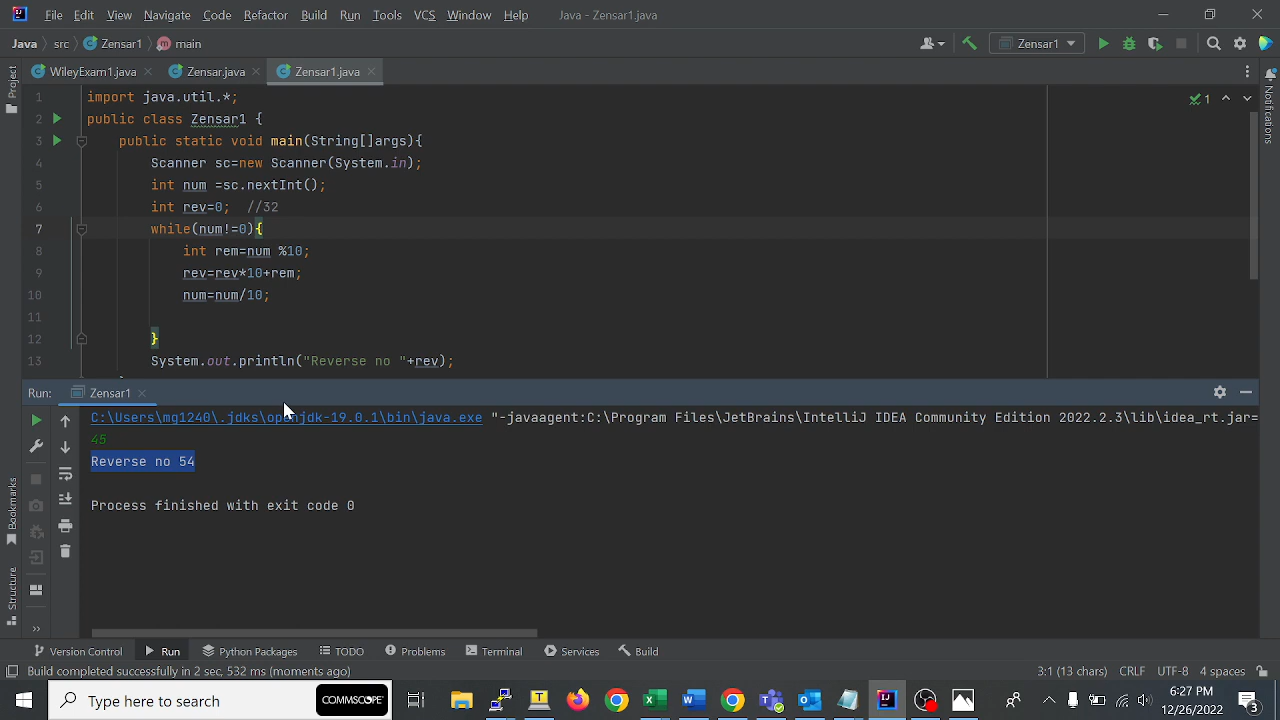 File Edit View Navigate Code Refactor Build Run Tools VCS Window Help Java - Zensar1.java
Java src Zensar1 m main Zensar1
Project
WileyExam1.java Zensar.java Zensar1.java
Notifications
1 import java.util.*; 1
2 public class Zensar1 {
3 public static void main(String[]args){
4 Scanner sc=new Scanner(System.in);
5 int num =sc.nextInt();
6 int rev=0; //32
7 while(num!=0){
8 int rem=num %10;
9 rev=rev*10+rem;
10 num=num/10;
11
12 }
13 System.out.println("Reverse no "+rev);
Run: Zensar1
C:\Users\mg1240\.jdks\openjdk-19.0.1\bin\java.exe "-javaagent:C:\Program Files\JetBrains\IntelliJ IDEA Community Edition 2022.2.3\lib\idea_rt.jar=
45
Reverse no 54
Process finished with exit code 0
Bookmarks
Structure
Version Control Run Python Packages TODO Problems Terminal Services Build
Build completed successfully in 2 sec, 532 ms (moments ago) 3:1 (13 chars) CRLF UTF-8 4 spaces
Type here to search COMMSCOPE 6:27 PM
12/26/2022 3